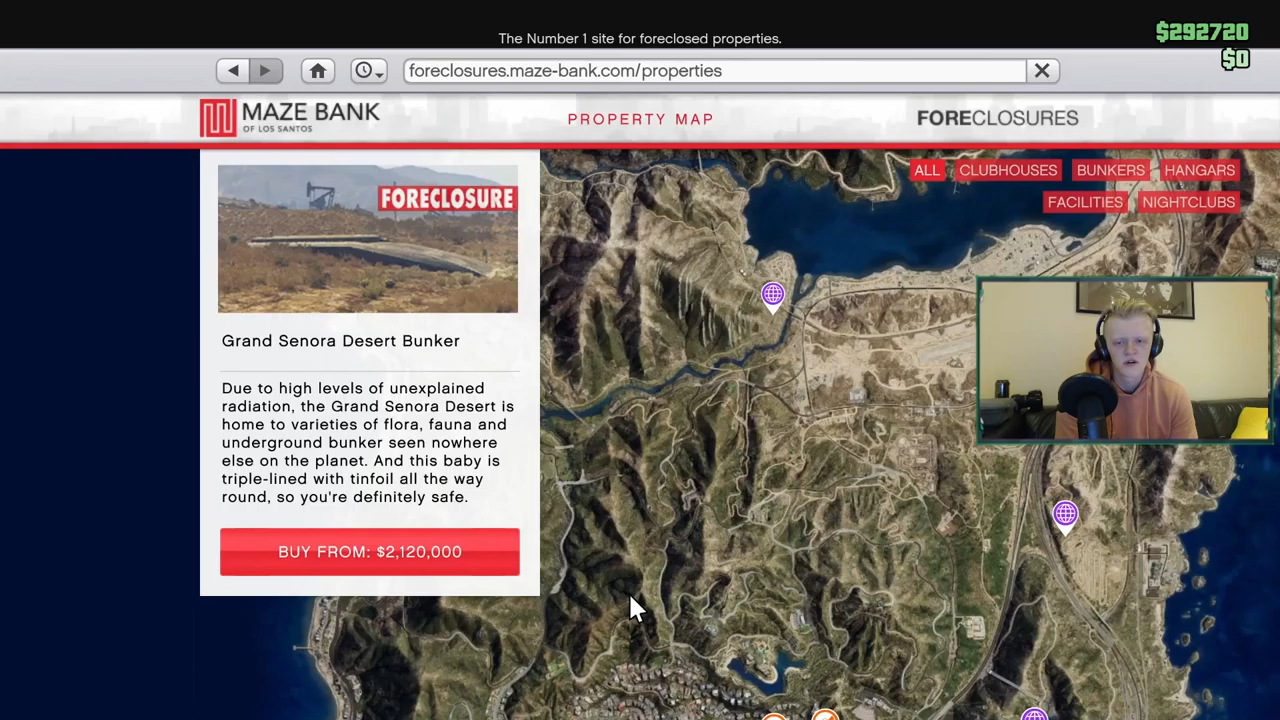 The Number 1 site for foreclosed properties.
$292720
$0
foreclosures.maze-bank.com/properties
MAZE BANK
OF LOS SANTOS
PROPERTY MAP
FORECLOSURES
FORECLOSURE
Grand Senora Desert Bunker
Due to high levels of unexplained
radiation, the Grand Senora Desert is
home to varieties of flora, fauna and
underground bunker seen nowhere
else on the planet. And this baby is
triple-lined with tinfoil all the way
round, so you're definitely safe.
BUY FROM: $2,120,000
ALL CLUBHOUSES BUNKERS HANGARS
FACILITIES NIGHTCLUBS